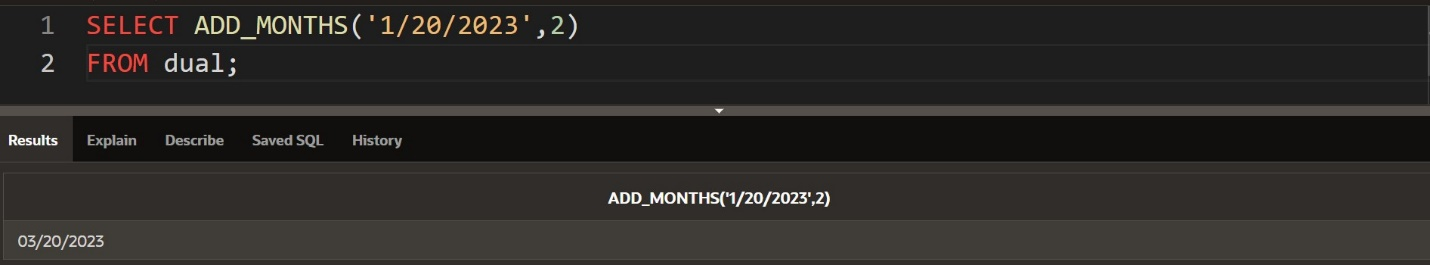 1 SELECT ADD_MONTHS('1/20/2023',2)
2 FROM dual;
Results Explain Describe Saved SQL History
ADD_MONTHS('1/20/2023',2)
03/20/2023